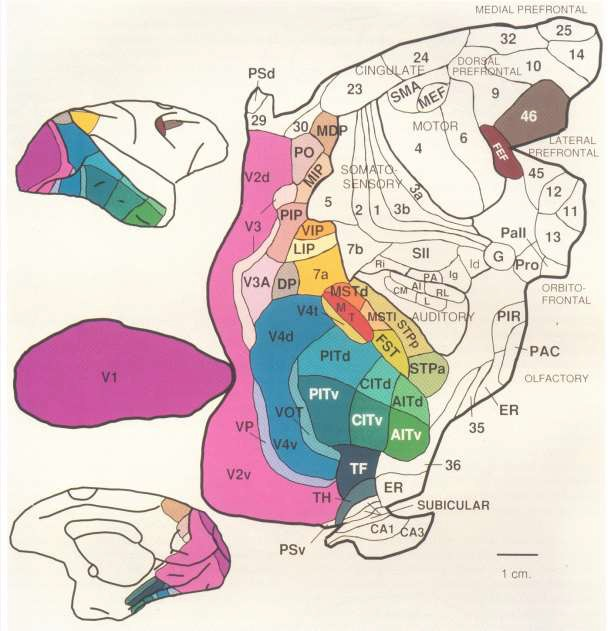 MEDIAL PREFRONTAL
25
32
14
24
DORSAL
PREFRONTAL
10
CINGULATE
PSd
23
SMA
MEF
9
46
29
30
MDP
MOTOR
PO
4
6
FEF
LATERAL
PREFRONTAL
V2d
MIP
SOMATO-
SENSORY
45
3a
12
V3
PIP
5
2
1
3b
11
VIP
PaII
13
LIP
7b
SII
G
Pro
V3A
DP
7a
Ri
PA
Ig
Id
ORBITO-
FRONTAL
CM
AI
RL
L
MSTd
M
T
MSTl
AUDITORY
PIR
V4t
STPp
V4d
FST
PAC
PITd
STPa
OLFACTORY
V1
CITd
PITv
AITd
ER
VOT
CITv
AITv
35
VP
V4v
V2v
TF
36
TH
ER
SUBICULAR
PSv
CA1
CA3
1 cm.